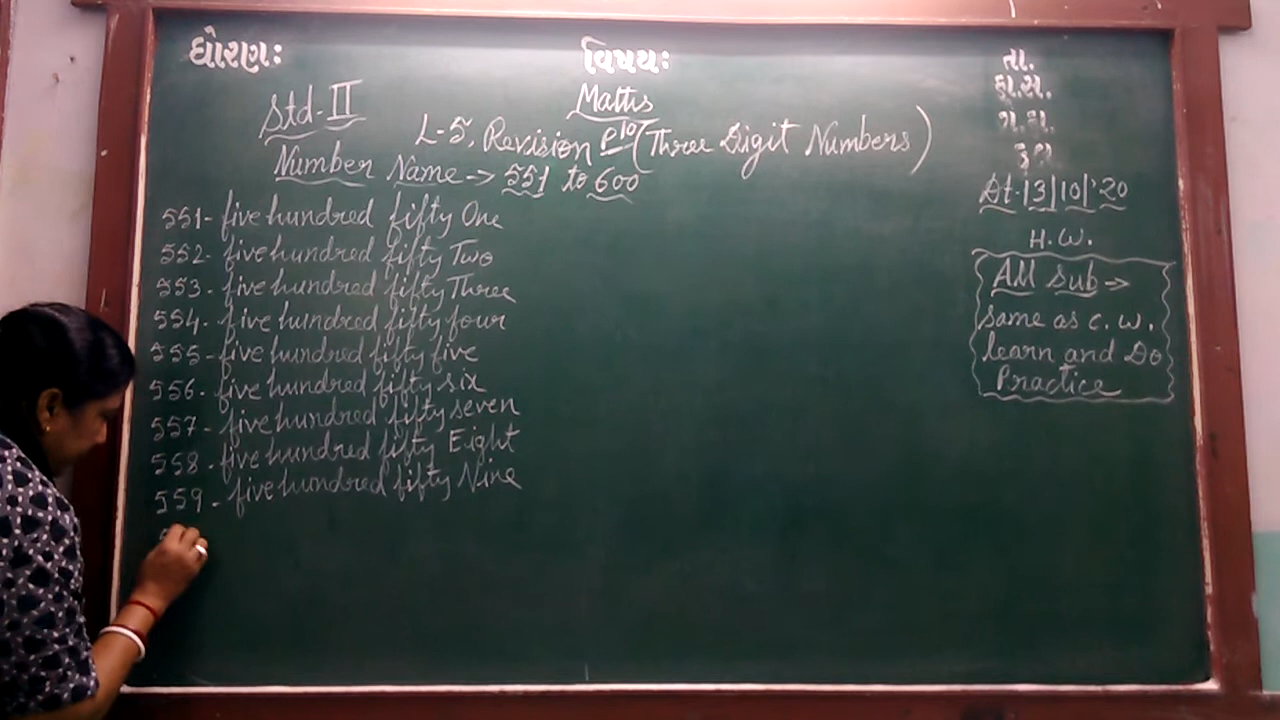 ધોરણઃ
વિષયઃ
તા.
Std-II
Maths
ફા.સ.
L-5, Revision P10 (Three Digit Numbers)
ગે.હા.
કુલ
Number Name -> 551 to 600
Dt-13|10|'20
H.W.
551- five hundred fifty One
552- five hundred fifty Two
553- five hundred fifty Three
554- five hundred fifty four
555- five hundred fifty five
556- five hundred fifty six
557- five hundred fifty seven
558- five hundred fifty Eight
559- five hundred fifty Nine
All sub ->
same as c.w.
learn and Do
Practice